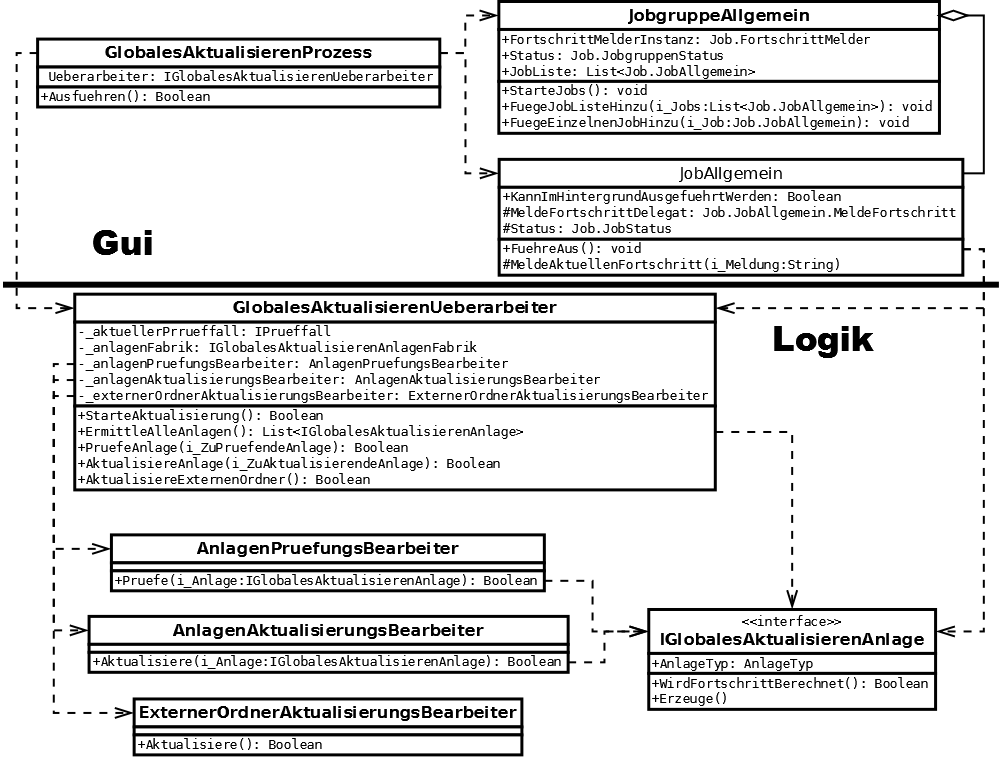 GlobalesAktualisierenProzess
Ueberarbeiter: IGlobalesAktualisierenUeberarbeiter
+Ausfuehren(): Boolean
JobgruppeAllgemein
+FortschrittMelderInstanz: Job.FortschrittMelder
+Status: Job.JobgruppenStatus
+JobListe: List<Job.JobAllgemein>
+StarteJobs(): void
+FuegeJobListeHinzu(i_Jobs:List<Job.JobAllgemein>): void
+FuegeEinzelnenJobHinzu(i_Job:Job.JobAllgemein): void
JobAllgemein
+KannImHintergrundAusgefuehrtWerden: Boolean
#MeldeFortschrittDelegat: Job.JobAllgemein.MeldeFortschritt
#Status: Job.JobStatus
+FuehreAus(): void
#MeldeAktuellenFortschritt(i_Meldung:String)
Gui
Logik
GlobalesAktualisierenUeberarbeiter
-_aktuellerPrrueffall: IPrueffall
-_anlagenFabrik: IGlobalesAktualisierenAnlagenFabrik
-_anlagenPruefungsBearbeiter: AnlagenPruefungsBearbeiter
-_anlagenAktualisierungsBearbeiter: AnlagenAktualisierungsBearbeiter
-_externerOrdnerAktualisierungsBearbeiter: ExternerOrdnerAktualisierungsBearbeiter
+StarteAktualisierung(): Boolean
+ErmittleAlleAnlagen(): List<IGlobalesAktualisierenAnlage>
+PruefeAnlage(i_ZuPruefendeAnlage): Boolean
+AktualisiereAnlage(i_ZuAktualisierendeAnlage): Boolean
+AktualisiereExternenOrdner(): Boolean
AnlagenPruefungsBearbeiter
+Pruefe(i_Anlage:IGlobalesAktualisierenAnlage): Boolean
AnlagenAktualisierungsBearbeiter
+Aktualisiere(i_Anlage:IGlobalesAktualisierenAnlage): Boolean
ExternerOrdnerAktualisierungsBearbeiter
+Aktualisiere(): Boolean
<<interface>>
IGlobalesAktualisierenAnlage
+AnlageTyp: AnlageTyp
+WirdFortschrittBerechnet(): Boolean
+Erzeuge()